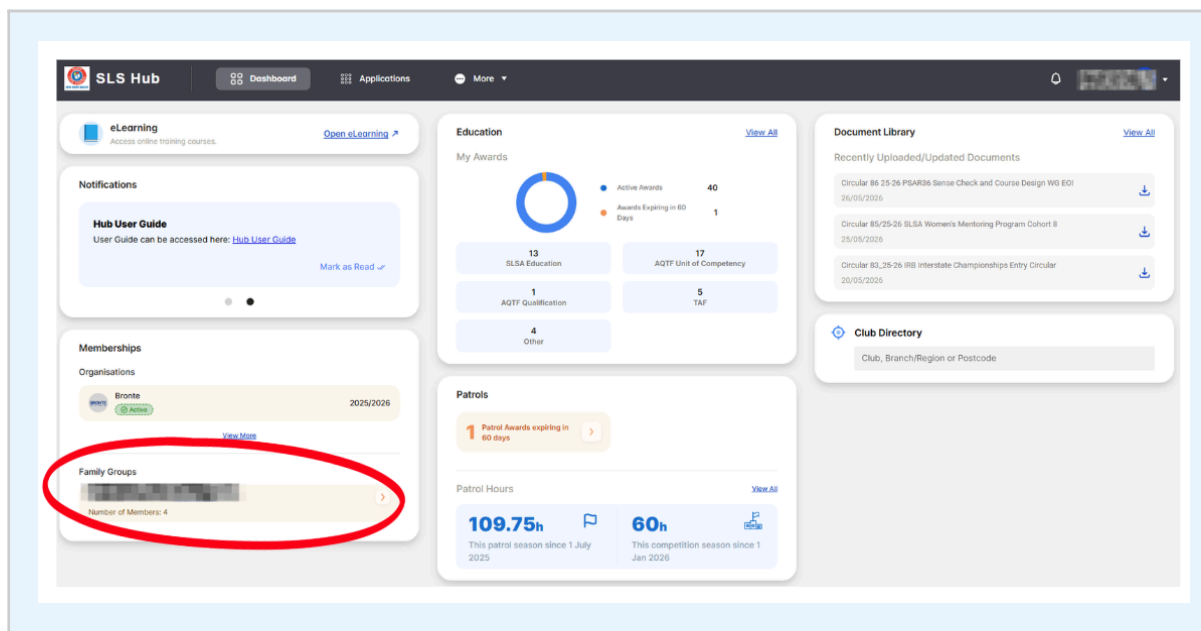 SLS Hub
Dashboard
Applications
More
eLearning
Access online training courses.
Open eLearning
Notifications
Hub User Guide
User Guide can be accessed here: Hub User Guide
Mark as Read
Memberships
Organisations
BRONTE
Bronte
Active
2025/2026
View More
Family Groups
Number of Members: 4
Education
View All
My Awards
Active Awards 40
Awards Expiring in 60
Days
1
13
SLSA Education
17
AQTF Unit of Competency
1
AQTF Qualification
5
TAF
4
Other
Patrols
1
Patrol Awards expiring in
60 days
Patrol Hours
View All
109.75h
This patrol season since 1 July
2025
60h
This competition season since 1
Jan 2026
Document Library
View All
Recently Uploaded/Updated Documents
Circular 86 25-26 PSAR36 Sense Check and Course Design WG EOI
26/05/2026
Circular 85/25-26 SLSA Women's Mentoring Program Cohort 8
25/05/2026
Circular 83_25-26 IRB Interstate Championships Entry Circular
20/05/2026
Club Directory
Club, Branch/Region or Postcode